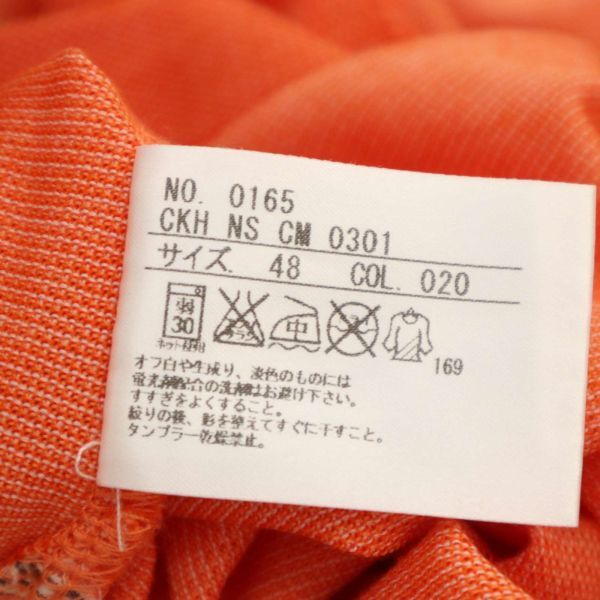 NO. 0165
CKH NS CM 0301
サイズ. 48 COL. 020
弱
30
中
ネット使用
169
オフ白や生成り、淡色のものには
蛍光剤配合の洗剤はお避け下さい。
すすぎをよくすること。
絞りの後、形を整えてすぐに干すこと。
タンブラー乾燥禁止。